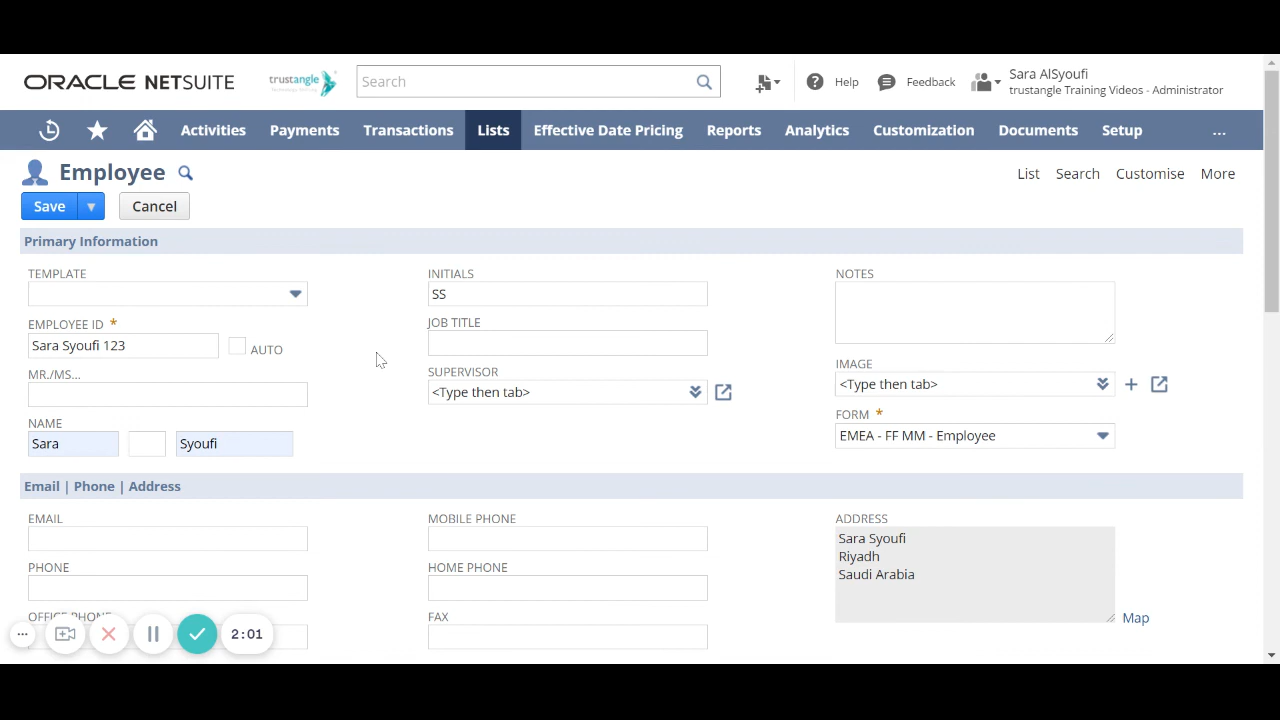 ORACLE NETSUITE
trustangle
Search
Help
Feedback
Sara AlSyoufi
trustangle Training Videos - Administrator
Activities
Payments
Transactions
Lists
Effective Date Pricing
Reports
Analytics
Customization
Documents
Setup
...
Employee
List
Search
Customise
More
Save
Cancel
Primary Information
TEMPLATE
EMPLOYEE ID *
Sara Syoufi 123
AUTO
MR./MS...
NAME
Sara
Syoufi
INITIALS
SS
JOB TITLE
SUPERVISOR
<Type then tab>
NOTES
IMAGE
<Type then tab>
FORM *
EMEA - FF MM - Employee
Email | Phone | Address
EMAIL
PHONE
OFFICE PHONE
MOBILE PHONE
HOME PHONE
FAX
ADDRESS
Sara Syoufi
Riyadh
Saudi Arabia
Map
2:01